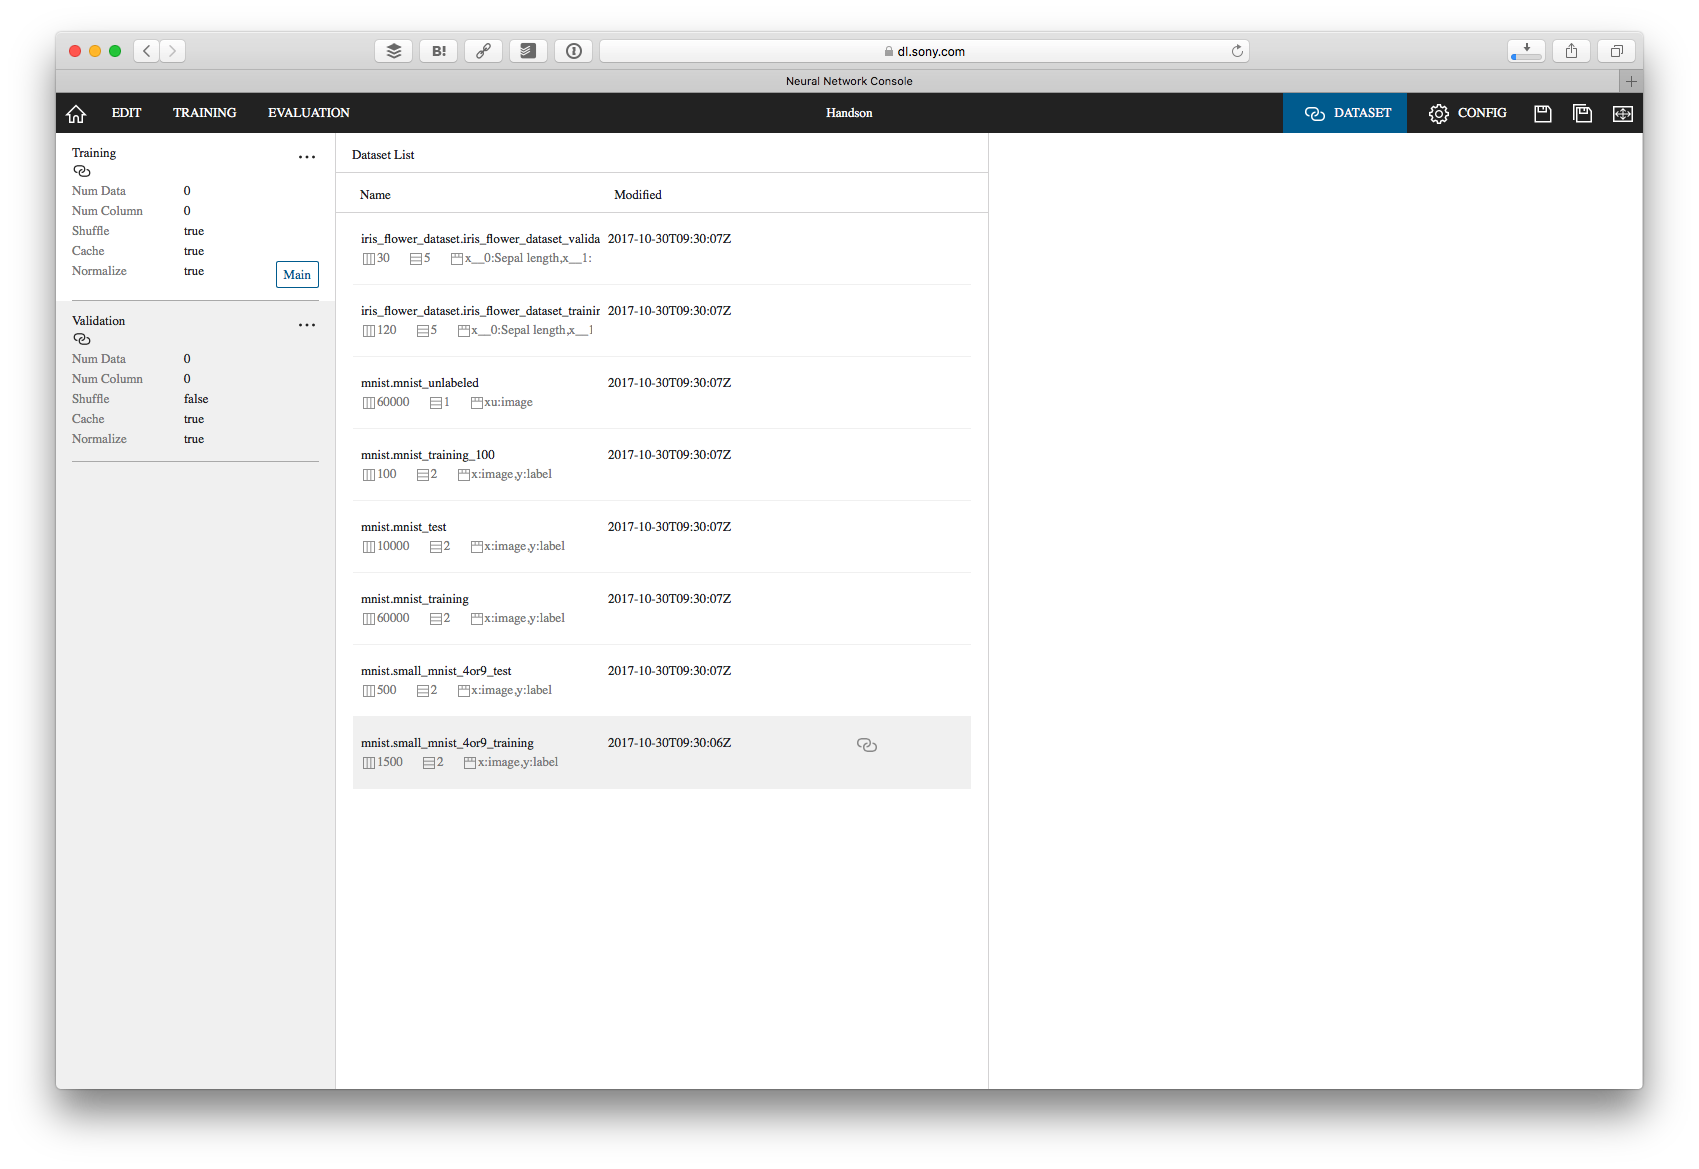 B!
dl.sony.com
Neural Network Console
EDIT TRAINING EVALUATION Handson DATASET CONFIG
Training
Num Data 0
Num Column 0
Shuffle true
Cache true
Normalize true
Main
Validation
Num Data 0
Num Column 0
Shuffle false
Cache true
Normalize true
Dataset List
Name Modified
iris_flower_dataset.iris_flower_dataset_valida 2017-10-30T09:30:07Z
30 5 x__0:Sepal length,x__1:
iris_flower_dataset.iris_flower_dataset_trainin 2017-10-30T09:30:07Z
120 5 x__0:Sepal length,x__1
mnist.mnist_unlabeled 2017-10-30T09:30:07Z
60000 1 xu:image
mnist.mnist_training_100 2017-10-30T09:30:07Z
100 2 x:image,y:label
mnist.mnist_test 2017-10-30T09:30:07Z
10000 2 x:image,y:label
mnist.mnist_training 2017-10-30T09:30:07Z
60000 2 x:image,y:label
mnist.small_mnist_4or9_test 2017-10-30T09:30:07Z
500 2 x:image,y:label
mnist.small_mnist_4or9_training 2017-10-30T09:30:06Z
1500 2 x:image,y:label